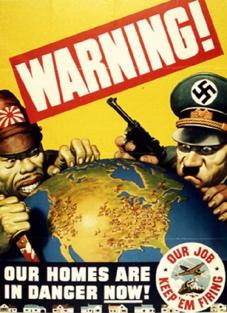 WARNING!
OUR HOMES ARE
IN DANGER NOW!
OUR JOB
KEEP 'EM FIRING